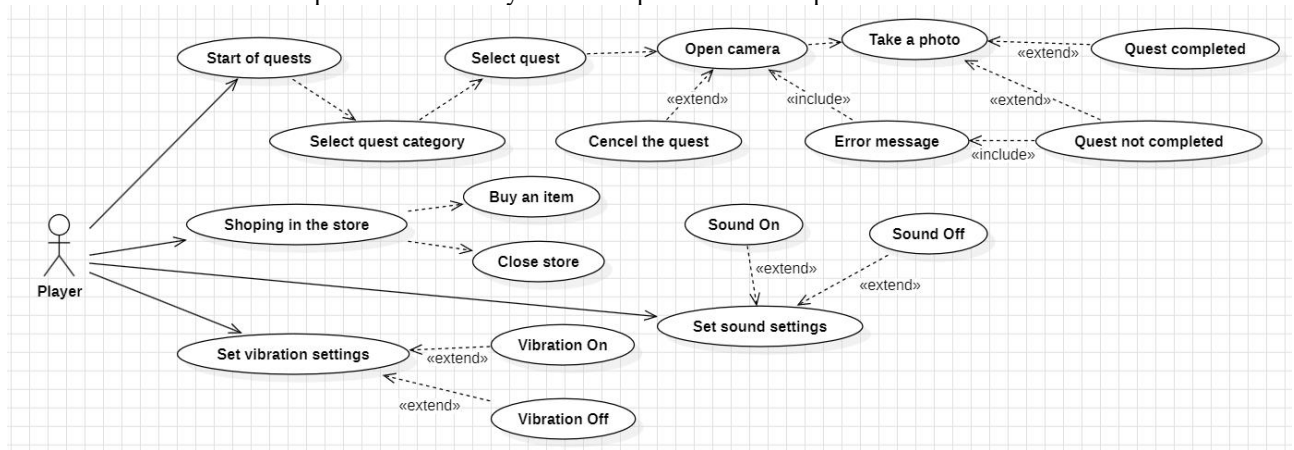 Start of quests
Select quest
Open camera
Take a photo
«extend»
Quest completed
«extend»
«include»
«extend»
Select quest category
Cencel the quest
Error message
«include»
Quest not completed
Buy an item
Shoping in the store
Close store
Sound On
Sound Off
«extend»
«extend»
Player
Set sound settings
Set vibration settings
Vibration On
«extend»
«extend»
Vibration Off